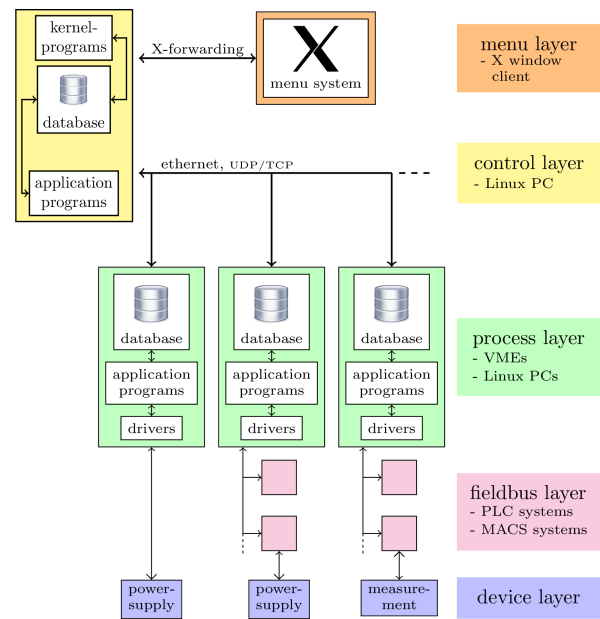 kernel-
programs
database
application
programs
X-forwarding
menu system
menu layer
- X window
client
ethernet, UDP/TCP
control layer
- Linux PC
database
application
programs
drivers
database
application
programs
drivers
database
application
programs
drivers
process layer
- VMEs
- Linux PCs
fieldbus layer
- PLC systems
- MACS systems
power-
supply
power-
supply
measure-
ment
device layer